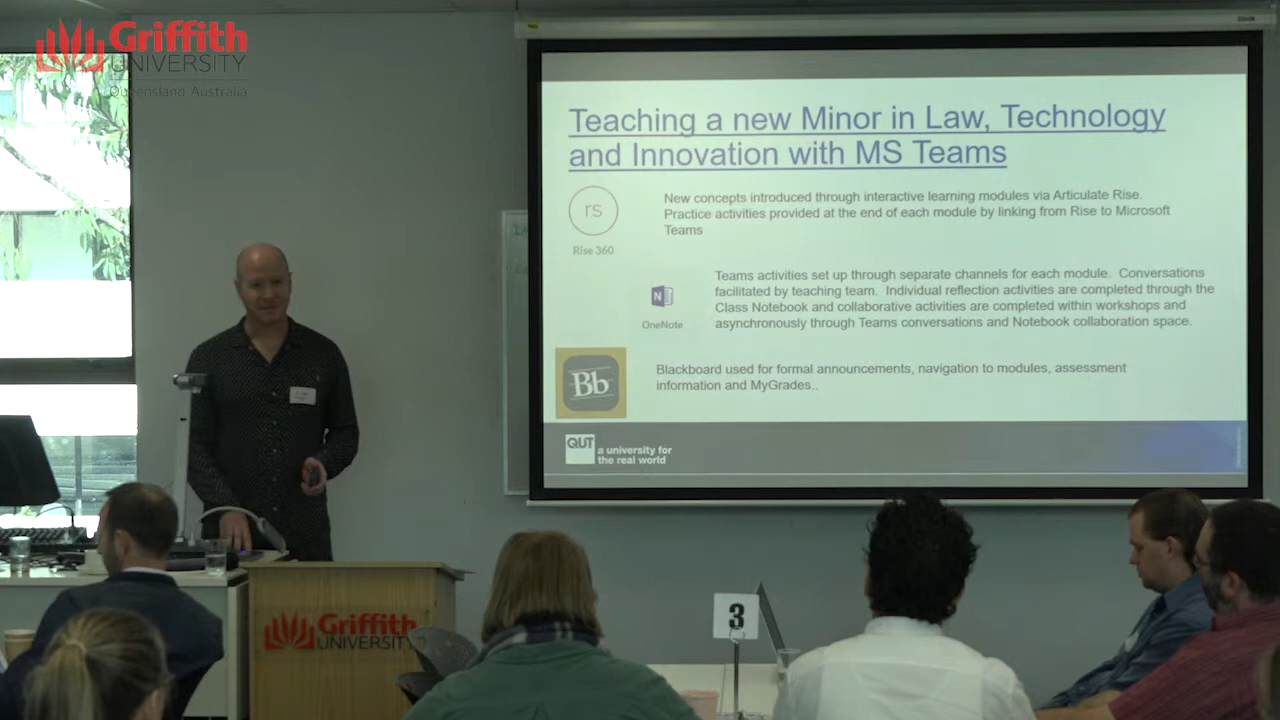 Griffith
UNIVERSITY
Queensland Australia
Teaching a new Minor in Law, Technology
and Innovation with MS Teams
rs
Rise 360
New concepts introduced through interactive learning modules via Articulate Rise.
Practice activities provided at the end of each module by linking from Rise to Microsoft
Teams
N
OneNote
Teams activities set up through separate channels for each module. Conversations
facilitated by teaching team. Individual reflection activities are completed through the
Class Notebook and collaborative activities are completed within workshops and
asynchronously through Teams conversations and Notebook collaboration space.
Bb
Blackboard used for formal announcements, navigation to modules, assessment
information and MyGrades..
QUT
a university for
the real world
Griffith
UNIVERSITY
3